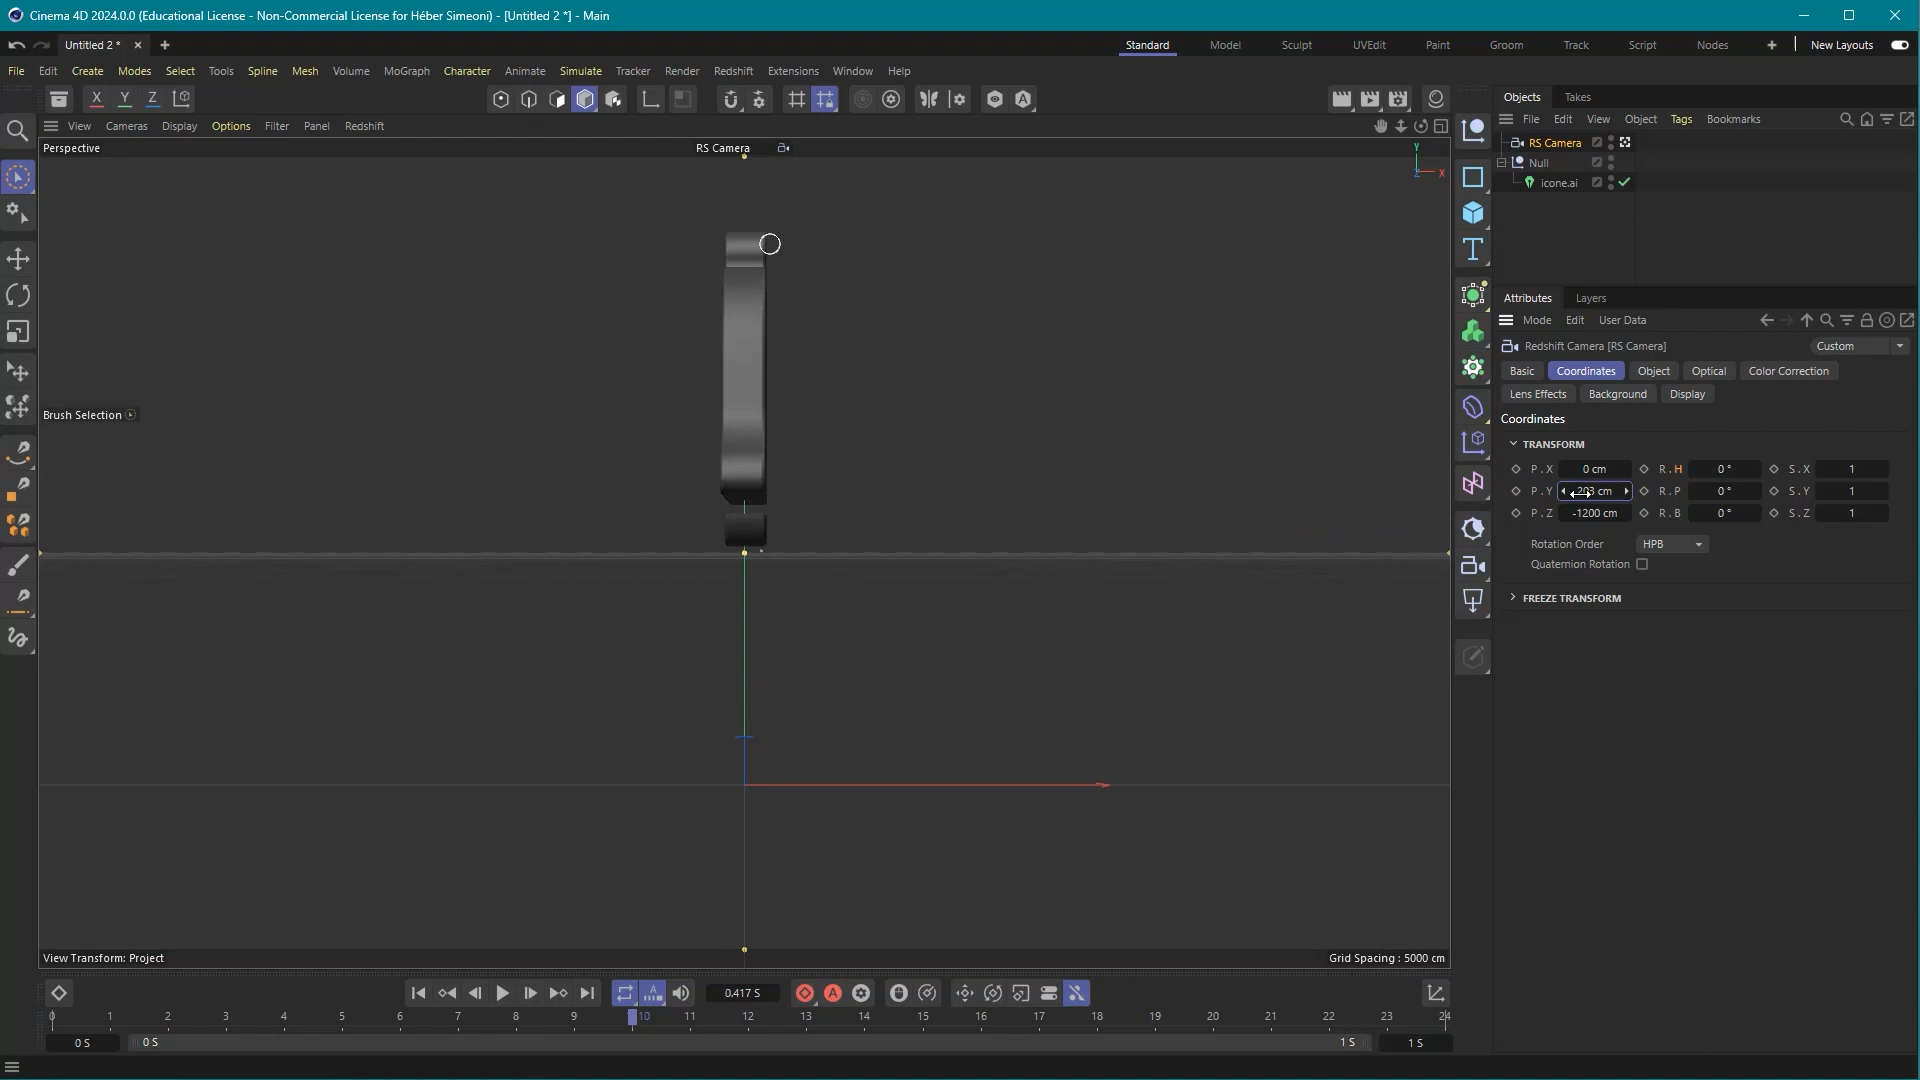 Cinema 4D 2024.0.0 (Educational License - Non-Commercial License for Héber Simeoni) - [Untitled 2 *] - Main
Untitled 2 *
Standard Model Sculpt UVEdit Paint Groom Track Script Nodes New Layouts
File Edit Create Modes Select Tools Spline Mesh Volume MoGraph Character Animate Simulate Tracker Render Redshift Extensions Window Help
X Y Z
Objects Takes
File Edit View Object Tags Bookmarks
View Cameras Display Options Filter Panel Redshift
Perspective
RS Camera
Y
X
Z
RS Camera
Null
icone.ai
Attributes Layers
Mode Edit User Data
Redshift Camera [RS Camera]
Custom
Basic Coordinates Object Optical Color Correction
Lens Effects Background Display
Brush Selection
Coordinates
TRANSFORM
P . X 0 cm R . H 0 ° S . X 1
P . Y 203 cm R . P 0 ° S . Y 1
P . Z -1200 cm R . B 0 ° S . Z 1
Rotation Order HPB
Quaternion Rotation
FREEZE TRANSFORM
View Transform: Project
Grid Spacing : 5000 cm
0.417 S
0 1 2 3 4 5 6 7 8 9 10 11 12 13 14 15 16 17 18 19 20 21 22 23 24
0 S 0 S 1 S 1 S